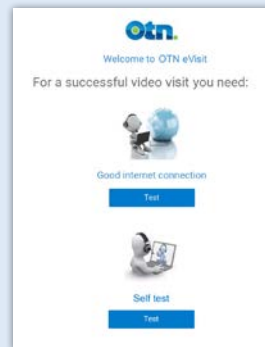 otn.
Welcome to OTN eVisit
For a successful video visit you need:
Good internet connection
Test
Self test
Test